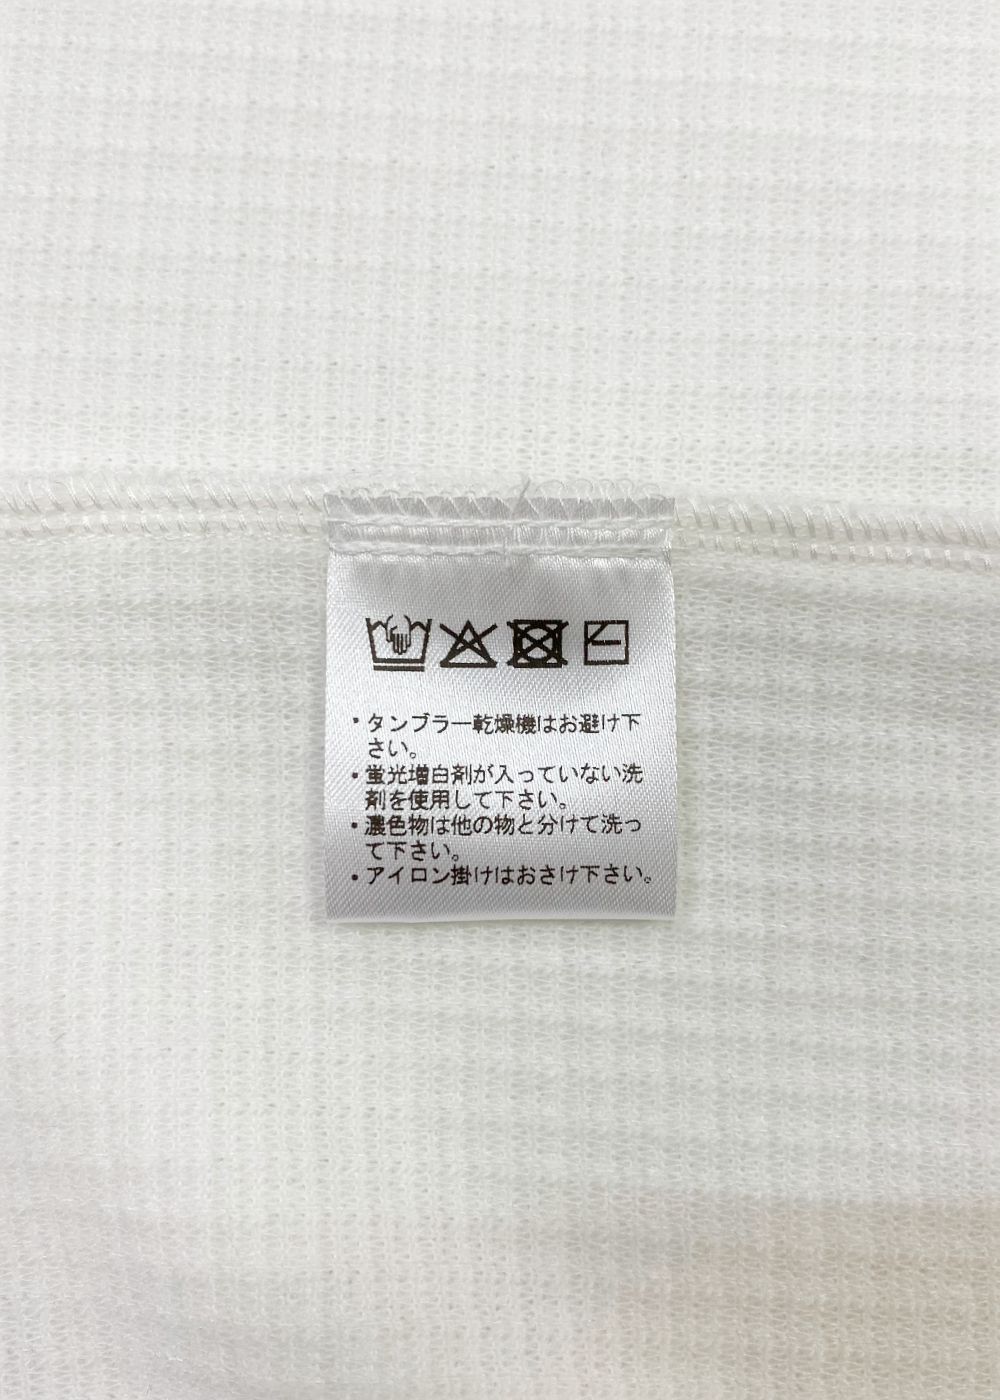 ・タンブラー乾燥機はお避け下
さい。
・蛍光増白剤が入っていない洗
剤を使用して下さい。
・濃色物は他の物と分けて洗っ
て下さい。
・アイロン掛けはおさけ下さい。